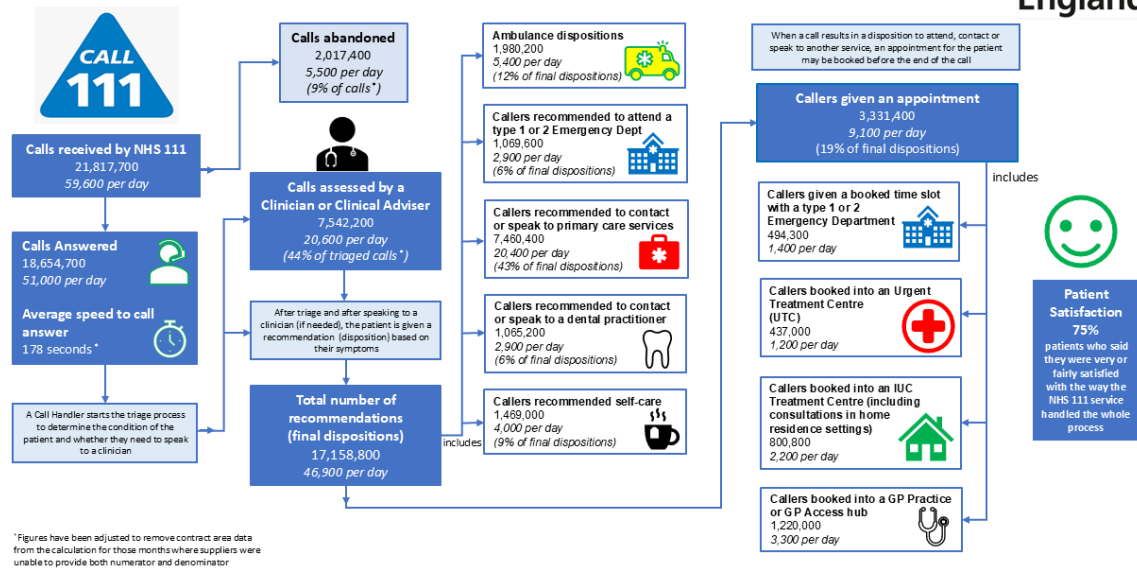 England
CALL
111
Calls received by NHS 111
21,817,700
59,600 per day
Calls Answered
18,654,700
51,000 per day
Average speed to call
answer
178 seconds*
A Call Handler starts the triage process
to determine the condition of the
patient and whether they need to speak
to a clinician
*Figures have been adjusted to remove contract area data
from the calculation for those months where suppliers were
unable to provide both numerator and denominator
Calls abandoned
2,017,400
5,500 per day
(9% of calls*)
Calls assessed by a
Clinician or Clinical Adviser
7,542,200
20,600 per day
(44% of triaged calls*)
After triage and after speaking to a
clinician (if needed), the patient is given a
recommendation (disposition) based on
their symptoms
Total number of
recommendations
(final dispositions)
17,158,800
46,900 per day
includes
Ambulance dispositions
1,980,200
5,400 per day
(12% of final dispositions)
Callers recommended to attend a
type 1 or 2 Emergency Dept
1,069,600
2,900 per day
(6% of final dispositions)
Callers recommended to contact
or speak to primary care services
7,460,400
20,400 per day
(43% of final dispositions)
Callers recommended to contact
or speak to a dental practitioner
1,065,200
2,900 per day
(6% of final dispositions)
Callers recommended self-care
1,469,000
4,000 per day
(9% of final dispositions)
When a call results in a disposition to attend, contact or
speak to another service, an appointment for the patient
may be booked before the end of the call
Callers given an appointment
3,331,400
9,100 per day
(19% of final dispositions)
includes
Callers given a booked time slot
with a type 1 or 2
Emergency Department
494,300
1,400 per day
Callers booked into an Urgent
Treatment Centre
(UTC)
437,000
1,200 per day
Callers booked into an IUC
Treatment Centre (including
consultations in home
residence settings)
800,800
2,200 per day
Callers booked into a GP Practice
or GP Access hub
1,220,000
3,300 per day
Patient
Satisfaction
75%
patients who said
they were very or
fairly satisfied
with the way the
NHS 111 service
handled the whole
process